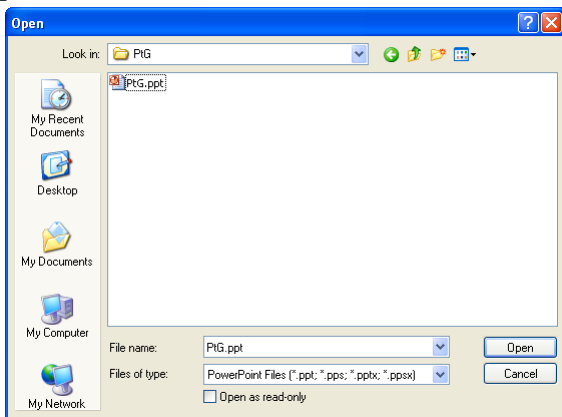 Open
Look in:
PtG
PtG.ppt
My Recent
Documents
Desktop
My Documents
My Computer
My Network
File name:
PtG.ppt
Open
Files of type:
PowerPoint Files (*.ppt; *.pps; *.pptx; *.ppsx)
Cancel
Open as read-only